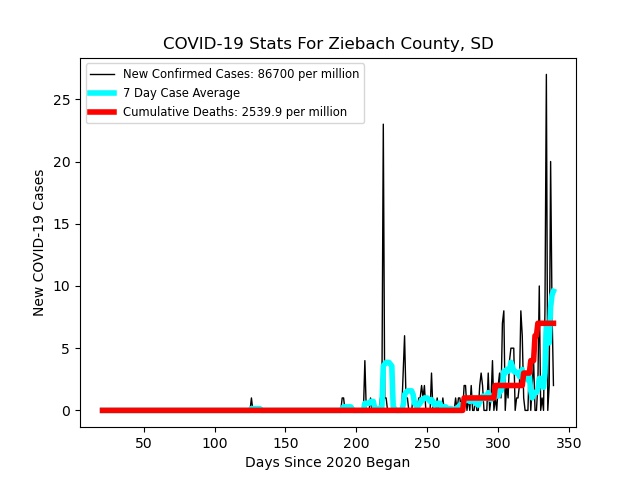 COVID-19 Stats For Ziebach County, SD
New Confirmed Cases: 86700 per million
7 Day Case Average
Cumulative Deaths: 2539.9 per million
New COVID-19 Cases
25
20
15
10
5
0
50
100
150
200
250
300
350
Days Since 2020 Began